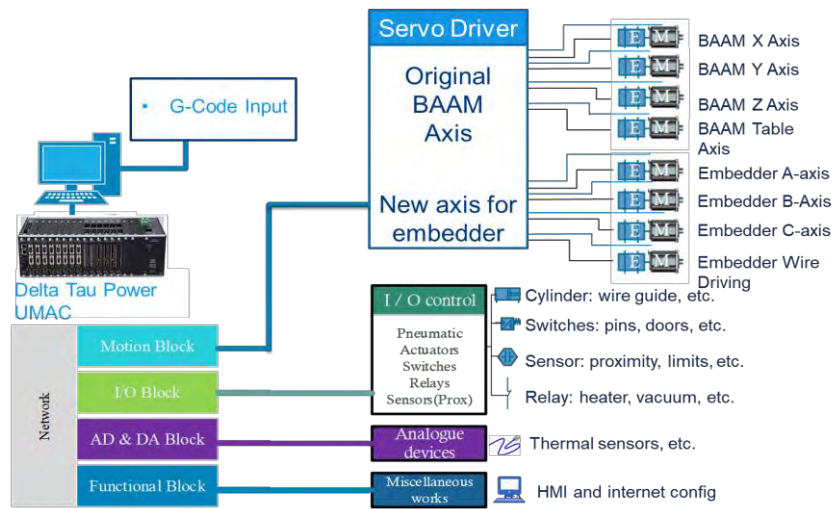 Servo Driver
Original
BAAM
Axis
New axis for
embedder
▪ G-Code Input
E M BAAM X Axis
E M BAAM Y Axis
E M BAAM Z Axis
E M BAAM Table
Axis
E M Embedder A-axis
E M Embedder B-Axis
E M Embedder C-axis
E M Embedder Wire
Driving
Delta Tau Power
UMAC
Network
Motion Block
I/O Block
AD & DA Block
Functional Block
I / O control
Pneumatic
Actuators
Switches
Relays
Sensors(Prox)
Cylinder: wire guide, etc.
Switches: pins, doors, etc.
Sensor: proximity, limits, etc.
Relay: heater, vacuum, etc.
Analogue
devices
Thermal sensors, etc.
Miscellaneous
works
HMI and internet config